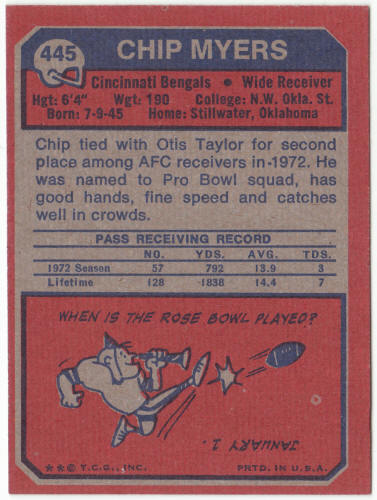 445
CHIP MYERS
Cincinnati Bengals • Wide Receiver
Hgt: 6'4" Wgt: 190 College: N.W. Okla. St.
Born: 7-9-45 Home: Stillwater, Oklahoma
Chip tied with Otis Taylor for second
place among AFC receivers in 1972. He
was named to Pro Bowl squad, has
good hands, fine speed and catches
well in crowds.
PASS RECEIVING RECORD
NO. YDS. AVG. TDS.
1972 Season 57 792 13.9 3
Lifetime 128 1838 14.4 7
WHEN IS THE ROSE BOWL PLAYED?
JANUARY 1.
** © T.C.G., INC. PRTD. IN U.S.A.